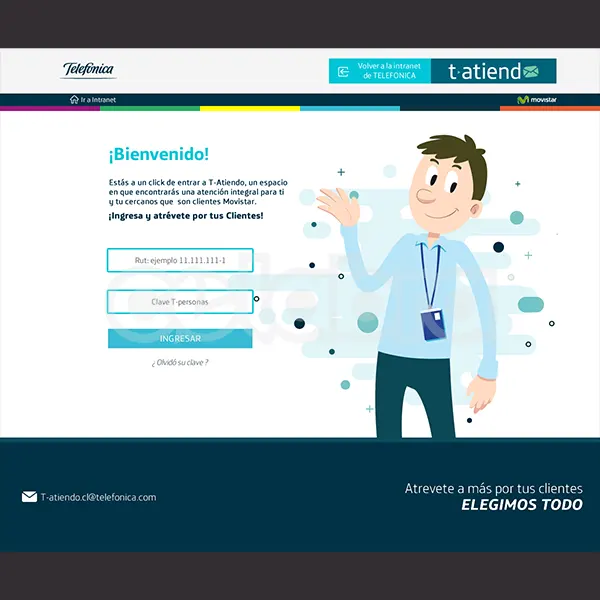 Telefónica
Volver a la intranet
de TELEFONICA
t·atiend
Ir a Intranet
movistar
¡Bienvenido!
Estás a un click de entrar a T-Atiendo, un espacio
en que encontrarás una atención integral para ti
y tu cercanos que son clientes Movistar.
¡Ingresa y atrévete por tus Clientes!
Rut: ejemplo 11.111.111-1
Clave T-personas
INGRESAR
¿ Olvidó su clave ?
T-atiendo.cl@telefonica.com
Atrevete a más por tus clientes
ELEGIMOS TODO